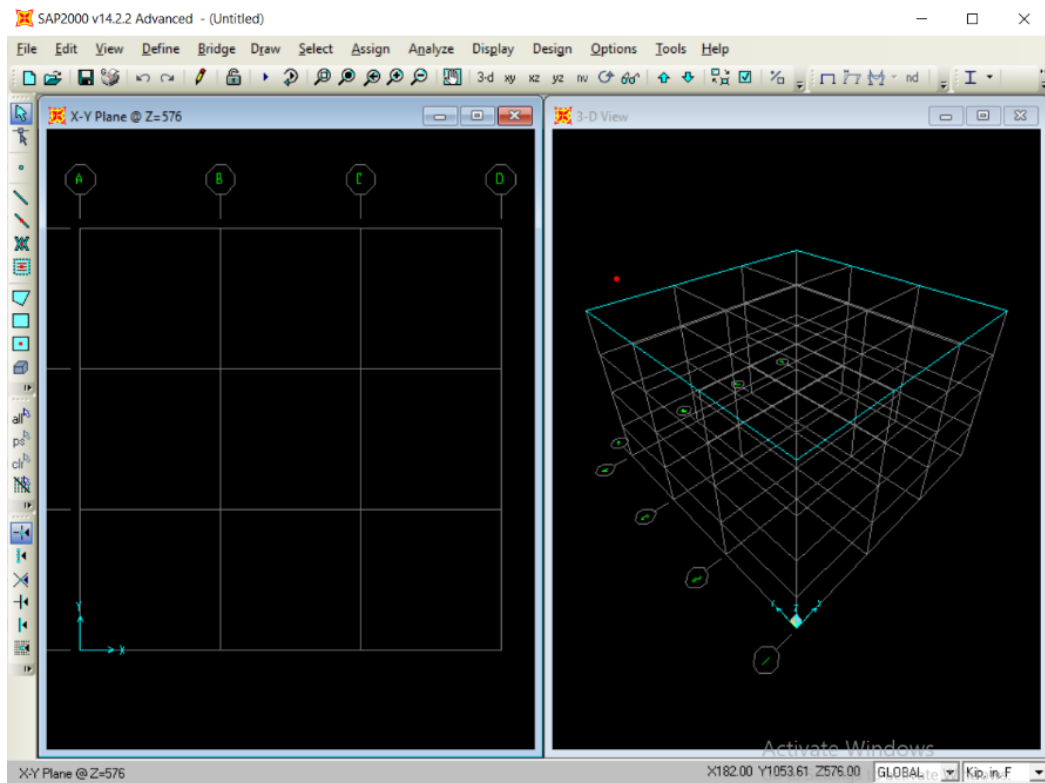 SAP2000 v14.2.2 Advanced - (Untitled)
File Edit View Define Bridge Draw Select Assign Analyze Display Design Options Tools Help
3-d xy xz yz nv nd
X-Y Plane @ Z=576
3-D View
A B C D
all
ps
clr
Y
X
Y Z X
Activate Windows
X-Y Plane @ Z=576
X182.00 Y1053.61 Z576.00 GLOBAL Kip, in, F